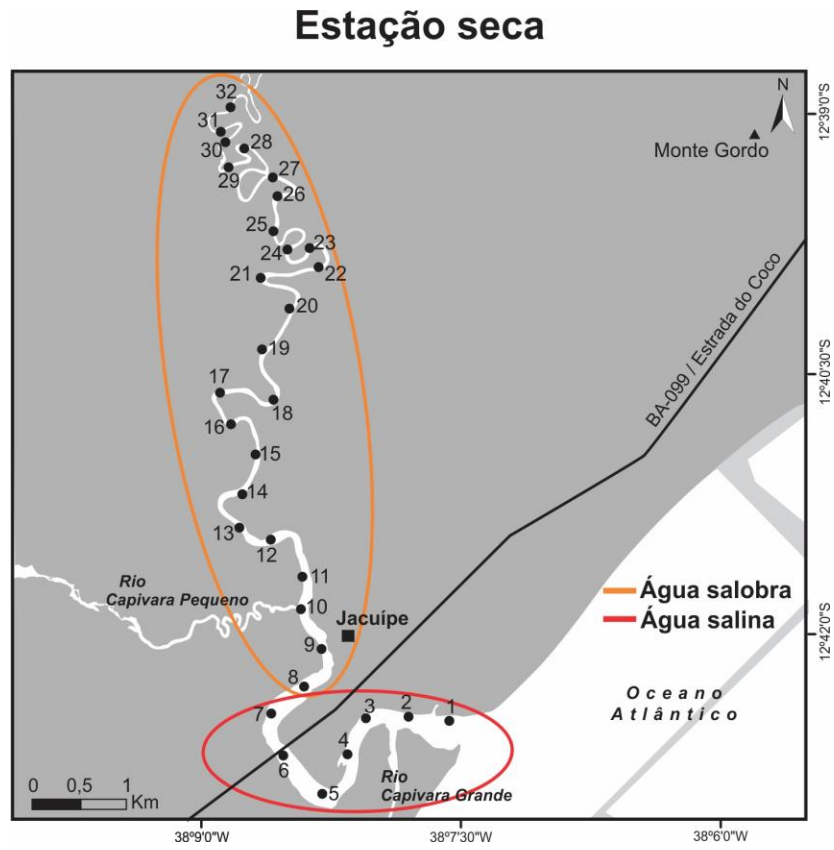 Estação seca
N
Monte Gordo
12°39'0"S
12°40'30"S
12°42'0"S
BA-099 / Estrada do Coco
32
31
30
28
29
27
26
25
24
23
22
21
20
19
17
18
16
15
14
13
12
11
10
9
8
7
6
5
4
3
2
1
Rio
Capivara Pequeno
Jacuípe
Água salobra
Água salina
Oceano
Atlântico
Rio
Capivara Grande
0 0,5 1
Km
38°9'0"W
38°7'30"W
38°6'0"W